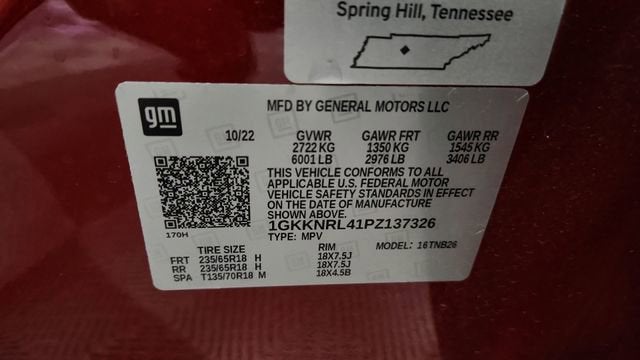 Spring Hill, Tennessee
gm
MFD BY GENERAL MOTORS LLC
10/22 GVWR GAWR FRT GAWR RR
2722 KG 1350 KG 1545 KG
6001 LB 2976 LB 3406 LB
THIS VEHICLE CONFORMS TO ALL
APPLICABLE U.S. FEDERAL MOTOR
VEHICLE SAFETY STANDARDS IN EFFECT
ON THE DATE OF MANUFACTURE
SHOWN ABOVE.
170H
1GKKNRL41PZ137326
TYPE: MPV MODEL: 16TNB26
TIRE SIZE RIM
FRT 235/65R18 H 18X7.5J
RR 235/65R18 H 18X7.5J
SPA T135/70R18 M 18X4.5B